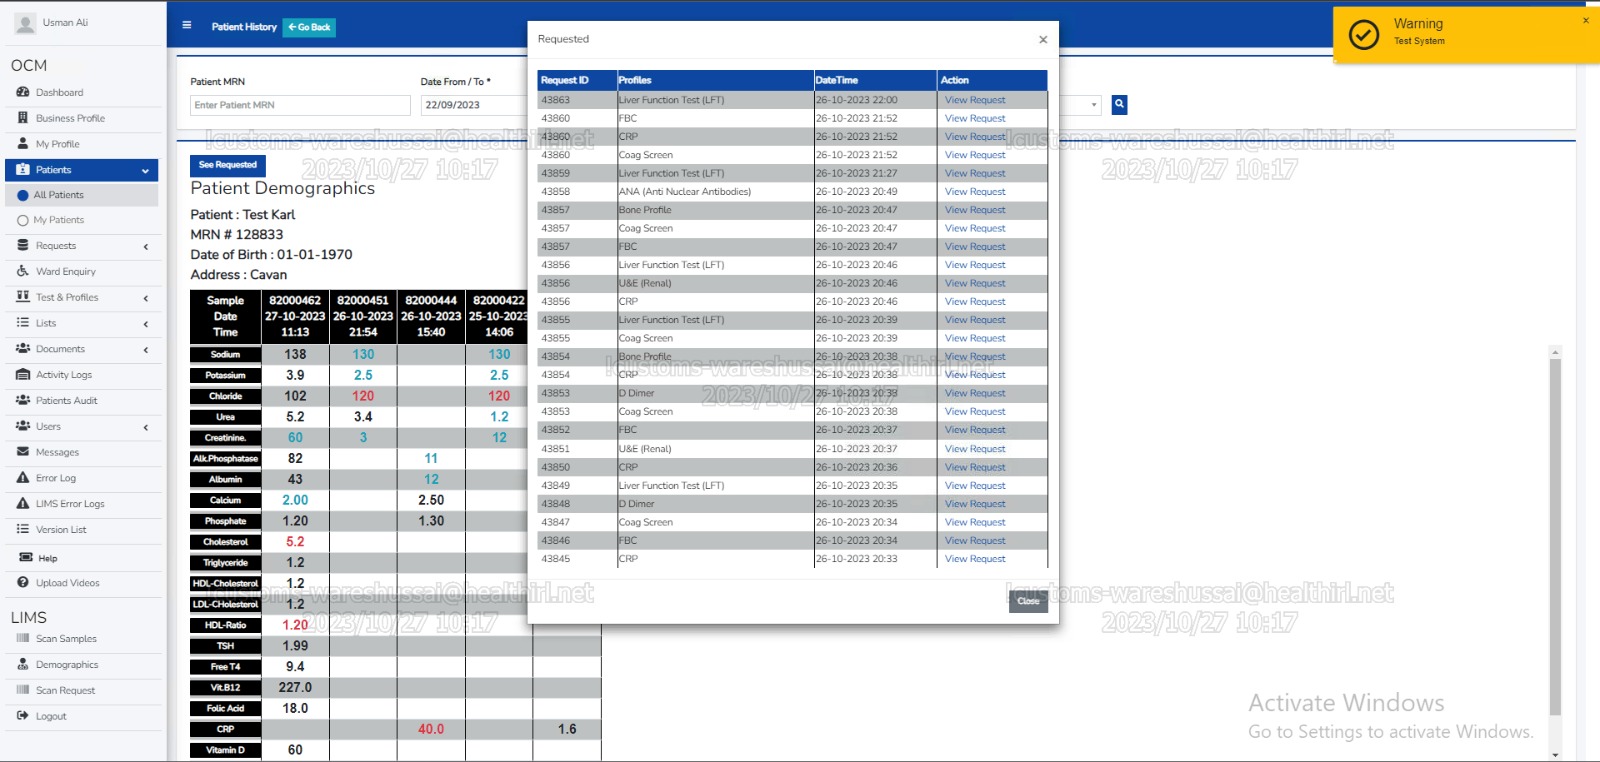 Usman Ali
OCM
Dashboard
Business Profile
My Profile
Patients
All Patients
My Patients
Requests
Ward Enquiry
Test & Profiles
Lists
Documents
Activity Logs
Patients Audit
Users
Messages
Error Log
LIMS Error Logs
Version List
Help
Upload Videos
LIMS
Scan Samples
Demographics
Scan Request
Logout
Patient History Go Back
Warning
Test System
Patient MRN Date From / To *
Enter Patient MRN 22/09/2023
See Requested
Patient Demographics
Patient : Test Karl
MRN # 128833
Date of Birth : 01-01-1970
Address : Cavan
Sample 82000462 82000451 82000444 82000422
Date 27-10-2023 26-10-2023 26-10-2023 25-10-2023
Time 11:13 21:54 15:40 14:06
Sodium 138 130 130
Potassium 3.9 2.5 2.5
Chloride 102 120 120
Urea 5.2 3.4 1.2
Creatinine. 60 3 12
Alk.Phosphatase 82 11
Albumin 43 12
Calcium 2.00 2.50
Phosphate 1.20 1.30
Cholesterol 5.2
Triglyceride 1.2
HDL-Cholesterol 1.2
LDL-CHolesterol 1.2
HDL-Ratio 1.20
TSH 1.99
Free T4 9.4
Vit.B12 227.0
Folic Acid 18.0
CRP 40.0 1.6
Vitamin D 60
Requested
Request ID Profiles DateTime Action
43863 Liver Function Test (LFT) 26-10-2023 22:00 View Request
43860 FBC 26-10-2023 21:52 View Request
43860 CRP 26-10-2023 21:52 View Request
43860 Coag Screen 26-10-2023 21:52 View Request
43859 Liver Function Test (LFT) 26-10-2023 21:27 View Request
43858 ANA (Anti Nuclear Antibodies) 26-10-2023 20:49 View Request
43857 Bone Profile 26-10-2023 20:47 View Request
43857 Coag Screen 26-10-2023 20:47 View Request
43857 FBC 26-10-2023 20:47 View Request
43856 Liver Function Test (LFT) 26-10-2023 20:46 View Request
43856 U&E (Renal) 26-10-2023 20:46 View Request
43856 CRP 26-10-2023 20:46 View Request
43855 Liver Function Test (LFT) 26-10-2023 20:39 View Request
43855 Coag Screen 26-10-2023 20:39 View Request
43854 Bone Profile 26-10-2023 20:38 View Request
43854 CRP 26-10-2023 20:38 View Request
43853 D Dimer 26-10-2023 20:38 View Request
43853 Coag Screen 26-10-2023 20:38 View Request
43852 FBC 26-10-2023 20:37 View Request
43851 U&E (Renal) 26-10-2023 20:37 View Request
43850 CRP 26-10-2023 20:36 View Request
43849 Liver Function Test (LFT) 26-10-2023 20:35 View Request
43848 D Dimer 26-10-2023 20:35 View Request
43847 Coag Screen 26-10-2023 20:34 View Request
43846 FBC 26-10-2023 20:34 View Request
43845 CRP 26-10-2023 20:33 View Request
Close
2023/10/27 10:17
2023/10/27 10:17
2023/10/27 10:17
2023/10/27 10:17
2023/10/27 10:17
Activate Windows
Go to Settings to activate Windows.